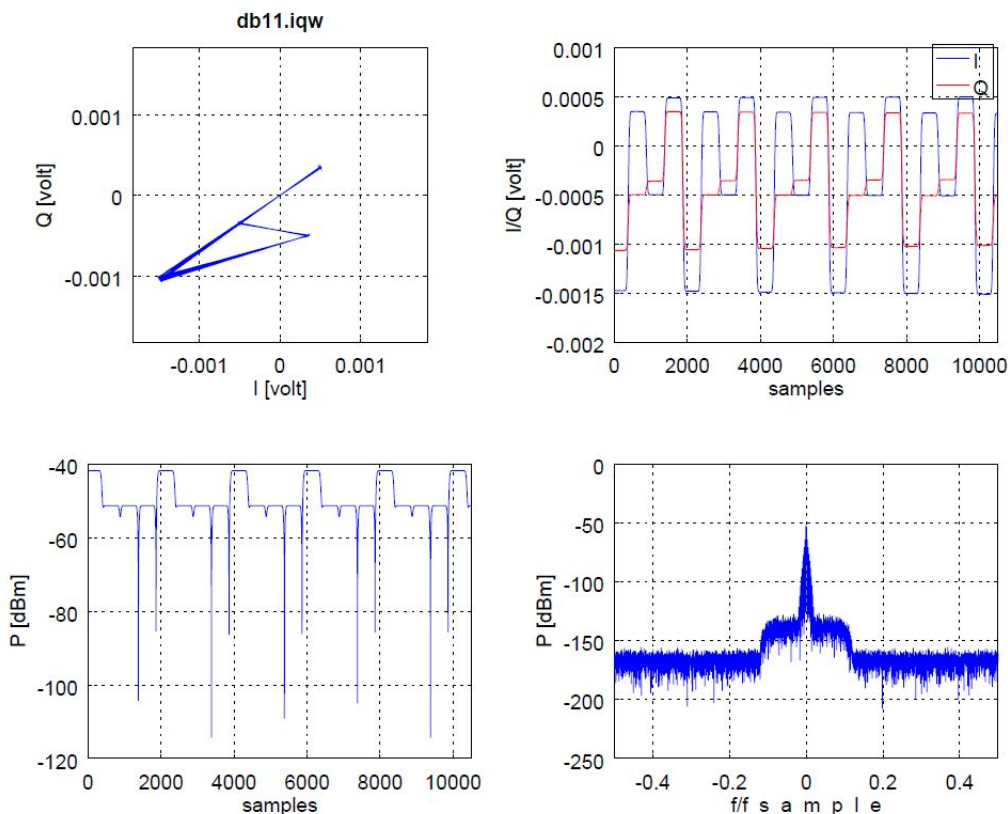 db11.iqw
0.001
0
-0.001
Q [volt]
-0.001 0 0.001
I [volt]
0.001
0.0005
0
-0.0005
-0.001
-0.0015
-0.002
I/Q [volt]
I
Q
0 2000 4000 6000 8000 10000
samples
-40
-60
-80
-100
-120
P [dBm]
0 2000 4000 6000 8000 10000
samples
0
-50
-100
-150
-200
-250
P [dBm]
-0.4 -0.2 0 0.2 0.4
f/f s a m p l e